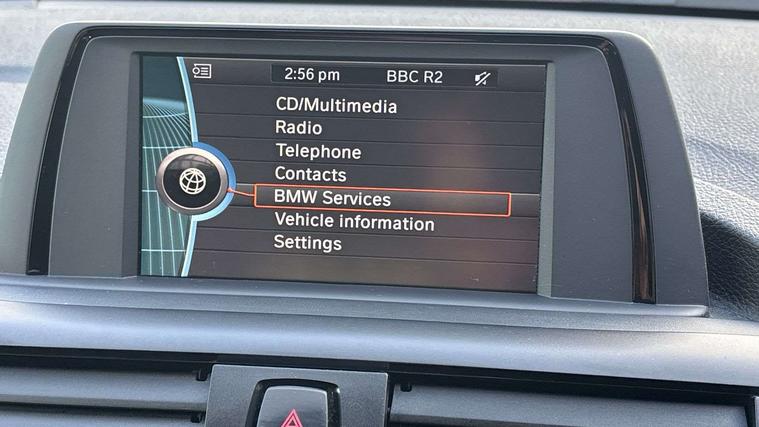 2:56 pm BBC R2
CD/Multimedia
Radio
Telephone
Contacts
BMW Services
Vehicle information
Settings